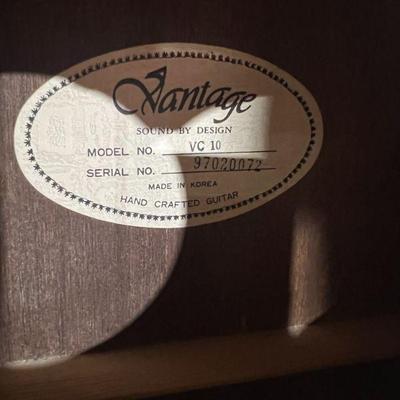 Vantage
SOUND BY DESIGN
MODEL NO. VC 10
SERIAL NO. 97020072
MADE IN KOREA
HAND CRAFTED GUITAR